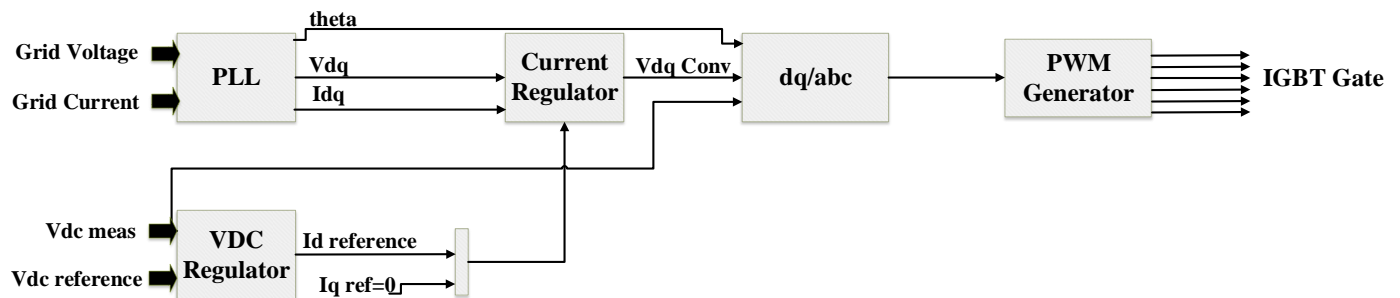 theta
Grid Voltage
Grid Current
PLL
Vdq
Idq
Current
Regulator
Vdq Conv
dq/abc
PWM
Generator
IGBT Gate
Vdc meas
Vdc reference
VDC
Regulator
Id reference
Iq ref=0